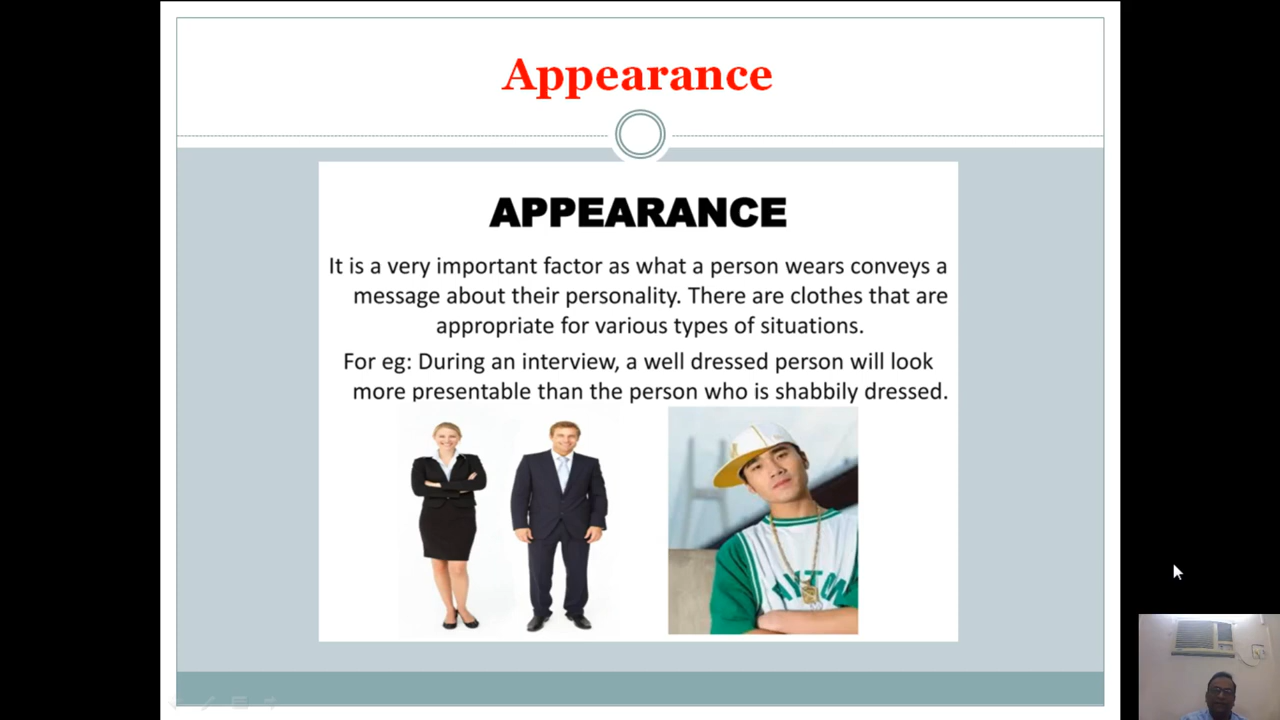 Appearance
APPEARANCE
It is a very important factor as what a person wears conveys a
message about their personality. There are clothes that are
appropriate for various types of situations.
For eg: During an interview, a well dressed person will look
more presentable than the person who is shabbily dressed.